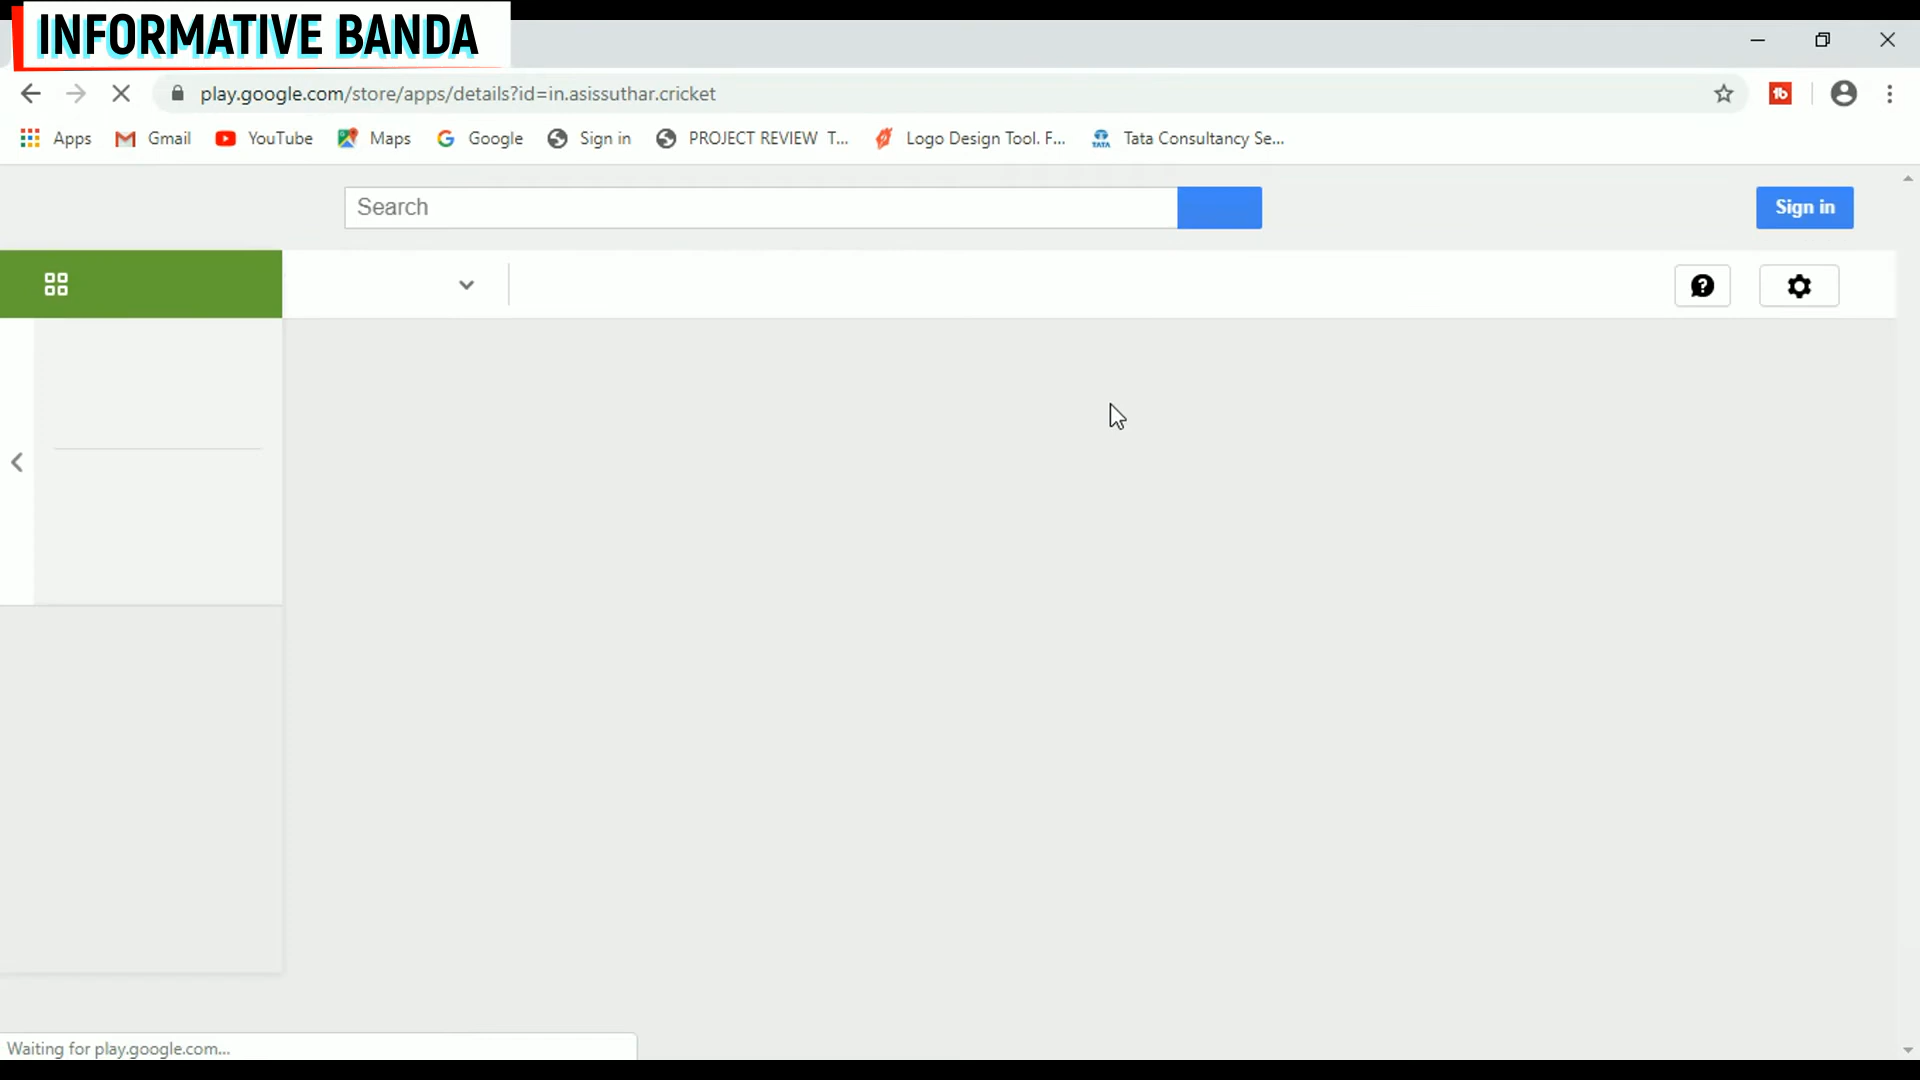 INFORMATIVE BANDA
play.google.com/store/apps/details?id=in.asissuthar.cricket
Apps Gmail YouTube Maps Google Sign in PROJECT REVIEW T... Logo Design Tool. F... Tata Consultancy Se...
Search
Sign in
Waiting for play.google.com...